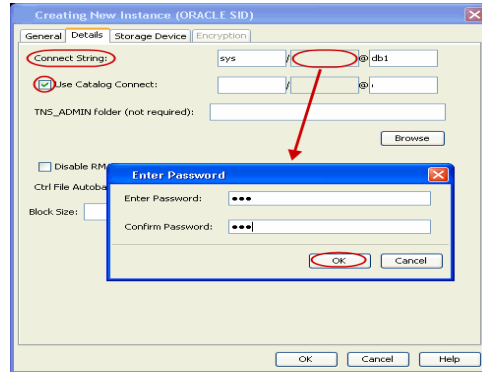 Creating New Instance (ORACLE SID)
General Details Storage Device Encryption
Connect String: sys / @ db1
Use Catalog Connect: / @
TNS_ADMIN folder (not required):
Browse
Disable RM
Enter Password
Ctrl File Autoba
Enter Password: •••
Block Size:
Confirm Password: •••
OK Cancel
OK Cancel Help